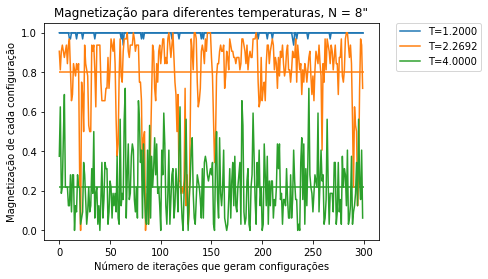 Magnetização para diferentes temperaturas, N = 8"
T=1.2000
T=2.2692
T=4.0000
Magnetização de cada configuração
1.0
0.8
0.6
0.4
0.2
0.0
0
50
100
150
200
250
300
Número de iterações que geram configurações